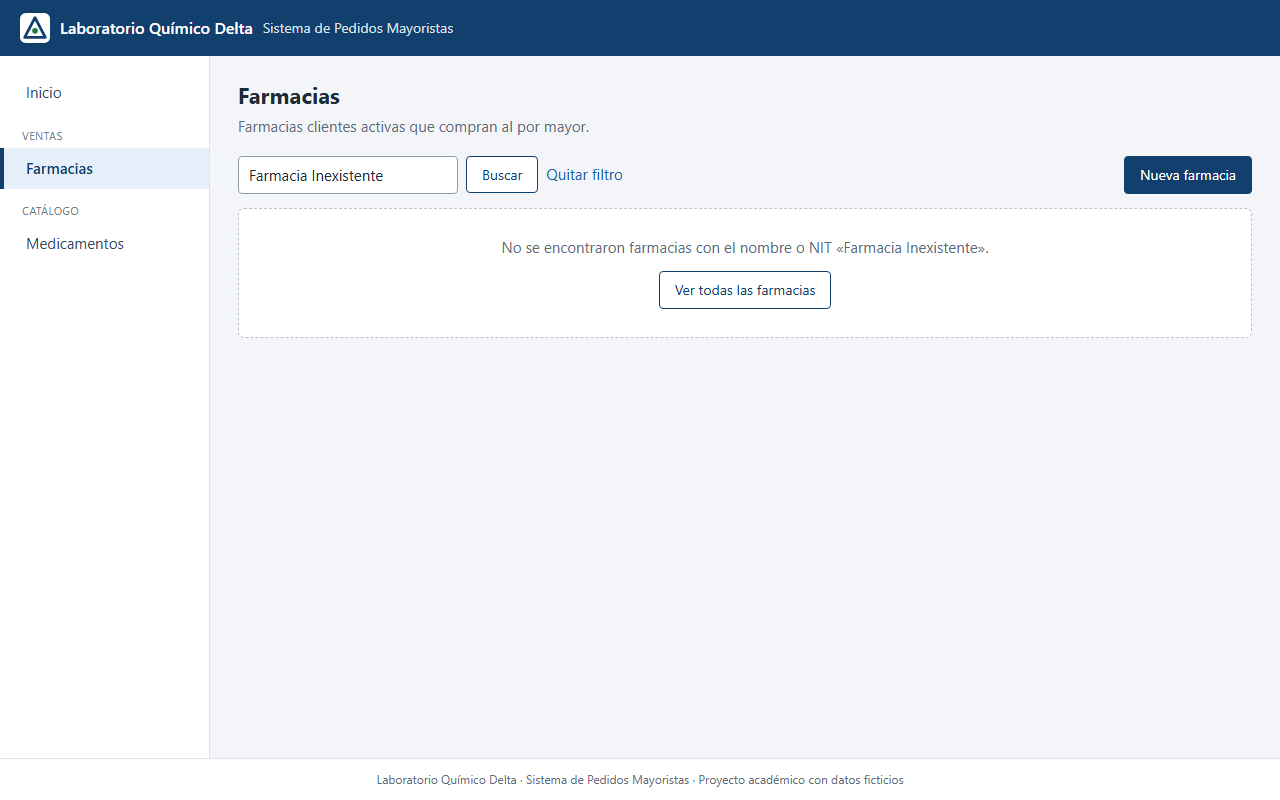 Laboratorio Químico Delta Sistema de Pedidos Mayoristas
Inicio
VENTAS
Farmacias
CATÁLOGO
Medicamentos
Farmacias
Farmacias clientes activas que compran al por mayor.
Farmacia Inexistente Buscar Quitar filtro Nueva farmacia
No se encontraron farmacias con el nombre o NIT «Farmacia Inexistente».
Ver todas las farmacias
Laboratorio Químico Delta · Sistema de Pedidos Mayoristas · Proyecto académico con datos ficticios